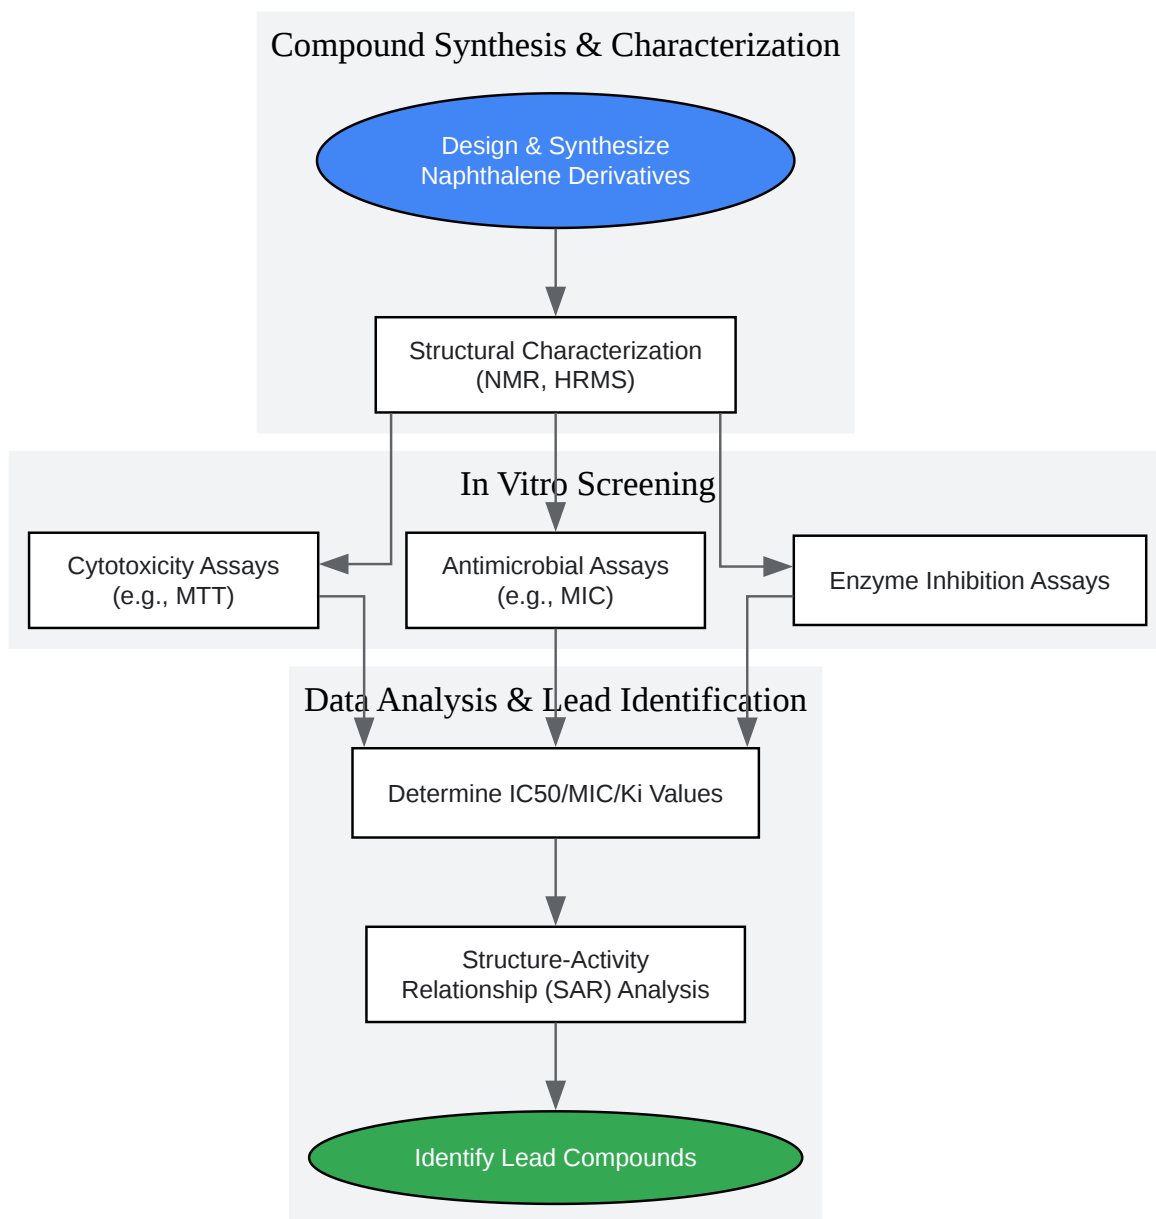 Compound Synthesis & Characterization
Design & Synthesize
Naphthalene Derivatives
Structural Characterization
(NMR, HRMS)
In Vitro Screening
Cytotoxicity Assays
(e.g., MTT)
Antimicrobial Assays
(e.g., MIC)
Enzyme Inhibition Assays
Data Analysis & Lead Identification
Determine IC50/MIC/Ki Values
Structure-Activity
Relationship (SAR) Analysis
Identify Lead Compounds